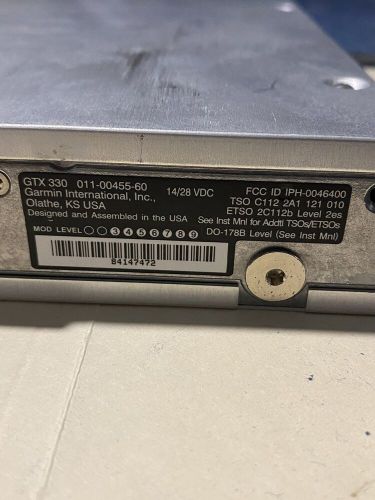 GTX 330 011-00455-60 14/28 VDC FCC ID IPH-0046400
Garmin International, Inc., TSO C112 2A1 121 010
Olathe, KS USA ETSO 2C112b Level 2es
Designed and Assembled in the USA See Inst Mnl for Addtl TSOs/ETSOs
MOD LEVEL 3 4 5 6 7 8 9 DO-178B Level (See Inst Mnl)
84147472